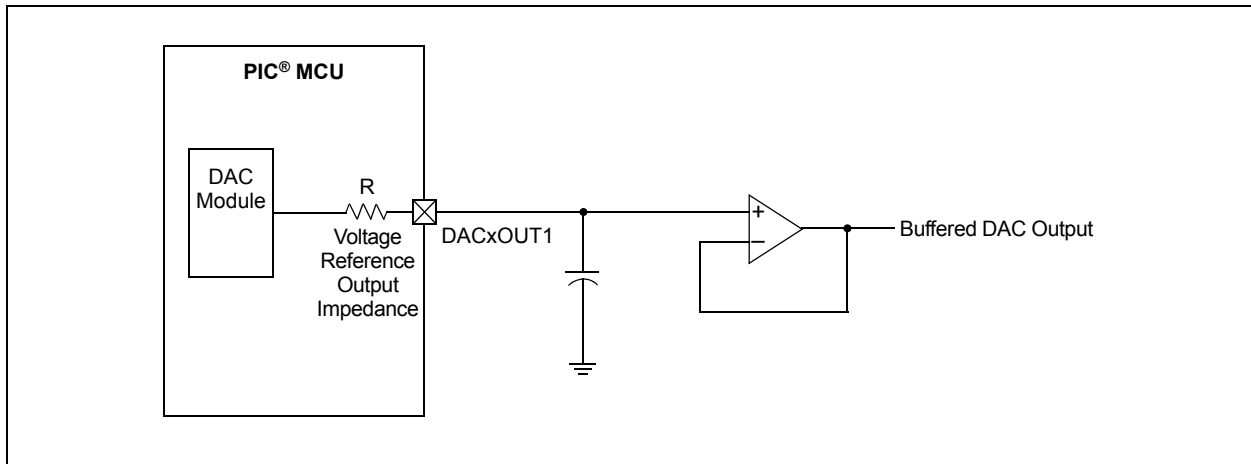 PIC® MCU
DAC
Module
R
Voltage
Reference
Output
Impedance
DACxOUT1
+
–
Buffered DAC Output